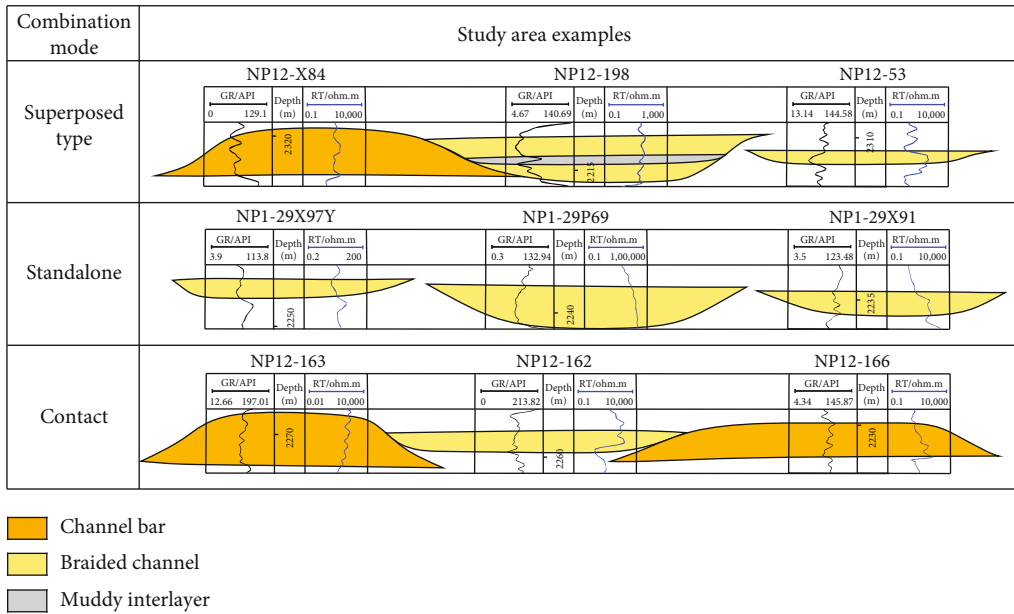 Combination
mode
Study area examples
Superposed
type
NP12-X84
NP12-198
NP12-53
GR/API
Depth
(m)
RT/ohm.m
0
129.1
0.1
10,000
2320
GR/API
Depth
(m)
RT/ohm.m
4.67
140.69
0.1
1,000
2215
GR/API
Depth
(m)
RT/ohm.m
13.14
144.58
0.1
10,000
2310
Standalone
NP1-29X97Y
NP1-29P69
NP1-29X91
GR/API
Depth
(m)
RT/ohm.m
3.9
113.8
0.2
200
2250
GR/API
Depth
(m)
RT/ohm.m
0.3
132.94
0.1
1,00,000
2240
GR/API
Depth
(m)
RT/ohm.m
3.5
123.48
0.1
10,000
2235
Contact
NP12-163
NP12-162
NP12-166
GR/API
Depth
(m)
RT/ohm.m
12.66
197.01
0.01
10,000
2270
GR/API
Depth
(m)
RT/ohm.m
0
213.82
0.1
10,000
2260
GR/API
Depth
(m)
RT/ohm.m
4.34
145.87
0.1
10,000
2230
Channel bar
Braided channel
Muddy interlayer